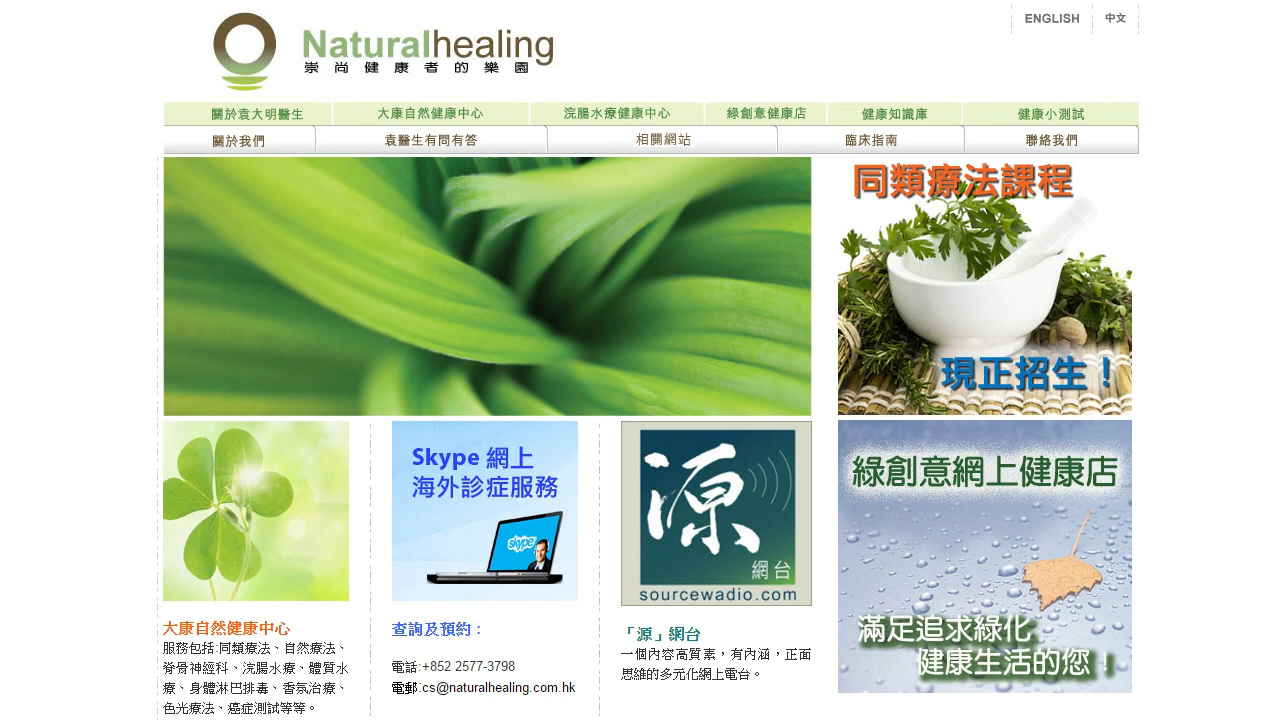 ENGLISH 中文
Naturalhealing
崇尚健康者的樂園
關於袁大明醫生 大康自然健康中心 浣腸水療健康中心 綠創意健康店 健康知識庫 健康小測試
關於我們 袁醫生有問有答 相關網站 臨床指南 聯絡我們
同類療法課程
現正招生！
Skype 網上
海外診症服務
skype
源
網台
sourcewadio.com
綠創意網上健康店
滿足追求綠化
健康生活的您！
大康自然健康中心
服務包括:同類療法、自然療法、
脊骨神經科、浣腸水療、體質水
療、身體淋巴排毒、香氛治療、
色光療法、癌症測試等等。
查詢及預約：
電話:+852 2577-3798
電郵:cs@naturalhealing.com.hk
「源」網台
一個內容高質素，有內涵，正面
思維的多元化網上電台。